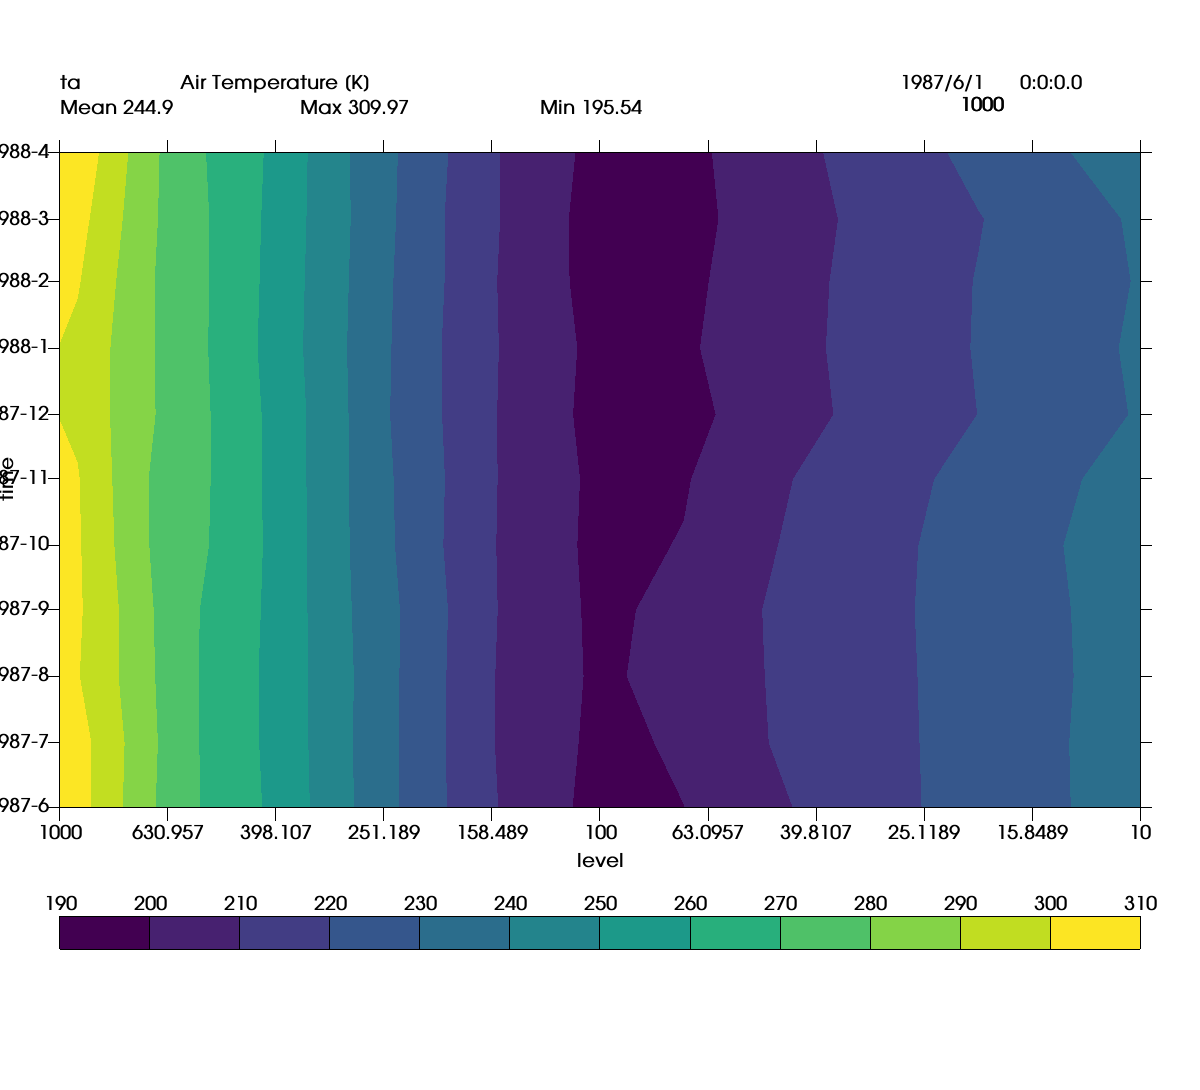 ta Air Temperature (K) 1987/6/1 0:0:0.0
Mean 244.9 Max 309.97 Min 195.54 1000
988-4
988-3
988-2
988-1
87-12
87-11
time
87-10
987-9
987-8
987-7
987-6
1000 630.957 398.107 251.189 158.489 100 63.0957 39.8107 25.1189 15.8489 10
level
190 200 210 220 230 240 250 260 270 280 290 300 310